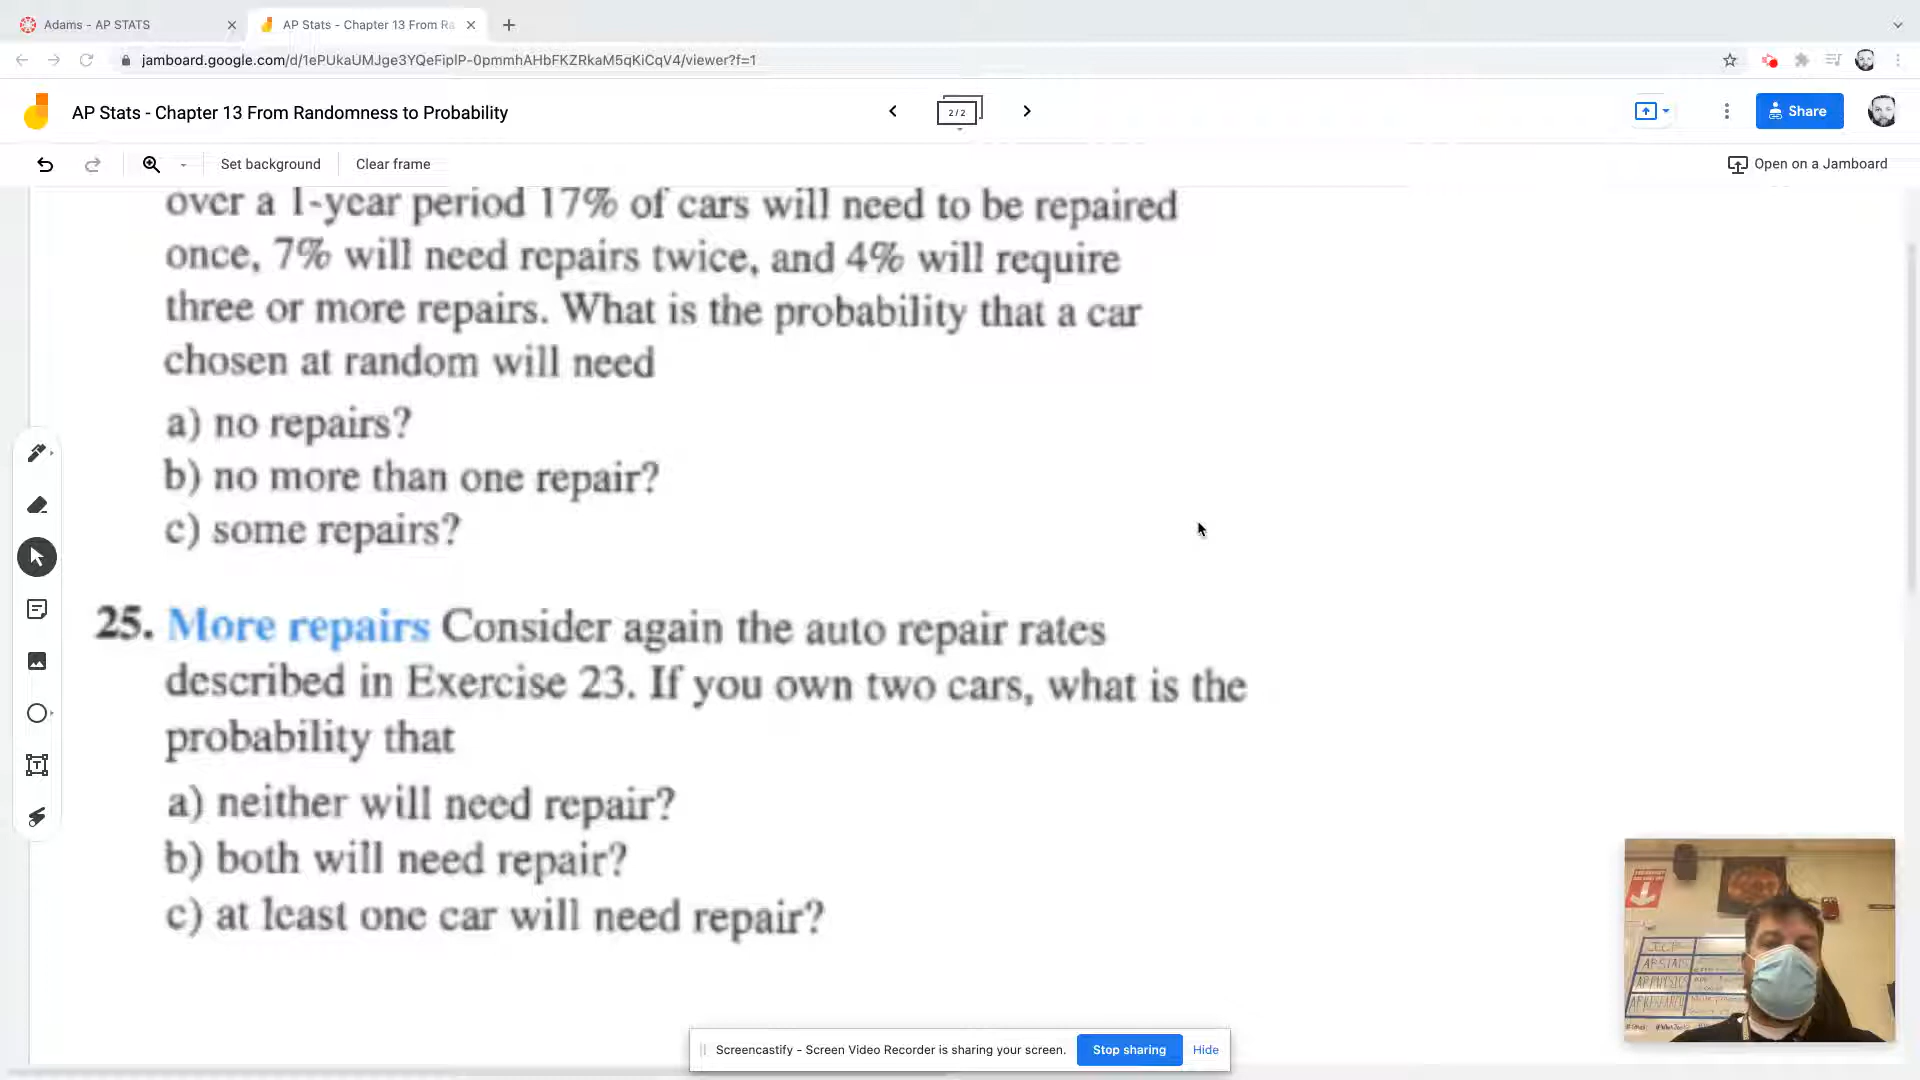 Adams - AP STATS
AP Stats - Chapter 13 From Ra
jamboard.google.com/d/1ePUkaUMJge3YQeFiplP-0pmmhAHbFKZRkaM5qKiCqV4/viewer?f=1
AP Stats - Chapter 13 From Randomness to Probability
2 / 2
Share
Set background
Clear frame
Open on a Jamboard
over a 1-year period 17% of cars will need to be repaired
once, 7% will need repairs twice, and 4% will require
three or more repairs. What is the probability that a car
chosen at random will need
a) no repairs?
b) no more than one repair?
c) some repairs?
25. More repairs Consider again the auto repair rates
described in Exercise 23. If you own two cars, what is the
probability that
a) neither will need repair?
b) both will need repair?
c) at least one car will need repair?
AP STATS
AP PHYSICS
AP RESEARCH
Screencastify - Screen Video Recorder is sharing your screen.
Stop sharing
Hide